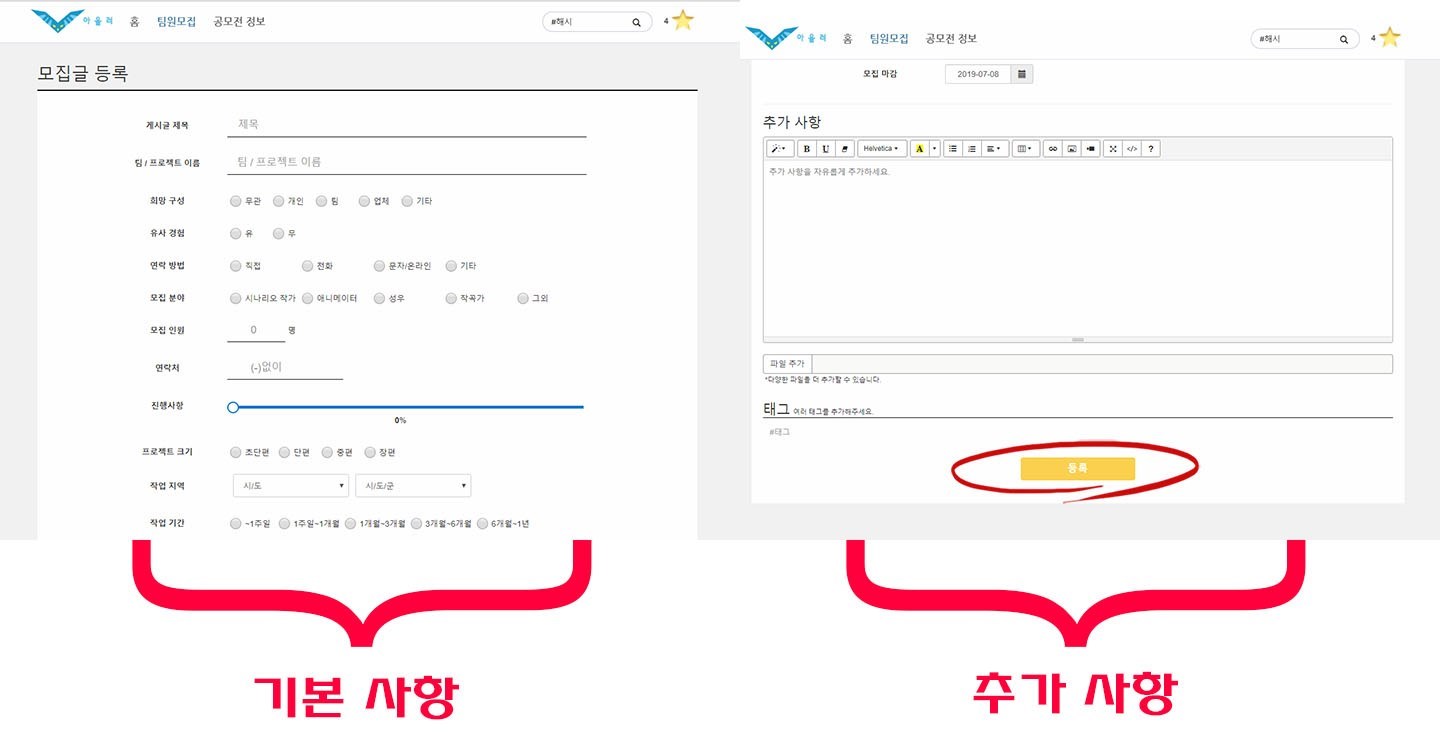 아올려 홈 팀원모집 공모전 정보 #해시 4
모집글 등록
게시글 제목 제목
팀 / 프로젝트 이름 팀 / 프로젝트 이름
희망 구성 무관 개인 팀 업체 기타
유사 경험 유 무
연락 방법 직접 전화 문자/온라인 기타
모집 분야 시나리오 작가 애니메이터 성우 작곡가 그외
모집 인원 0 명
연락처 (-)없이
진행사항
0%
프로젝트 크기 초단편 단편 중편 장편
작업 지역 시/도 시/도/군
작업 기간 ~1주일 1주일~1개월 1개월~3개월 3개월~6개월 6개월~1년
기본 사항
아올려 홈 팀원모집 공모전 정보 #해시 4
모집 마감 2019-07-08
추가 사항
B U Helvetica A </> ?
추가 사항을 자유롭게 추가하세요.
파일 추가
*다양한 파일을 더 추가할 수 있습니다.
태그 여러 태그를 추가해주세요.
#태그
등록
추가 사항